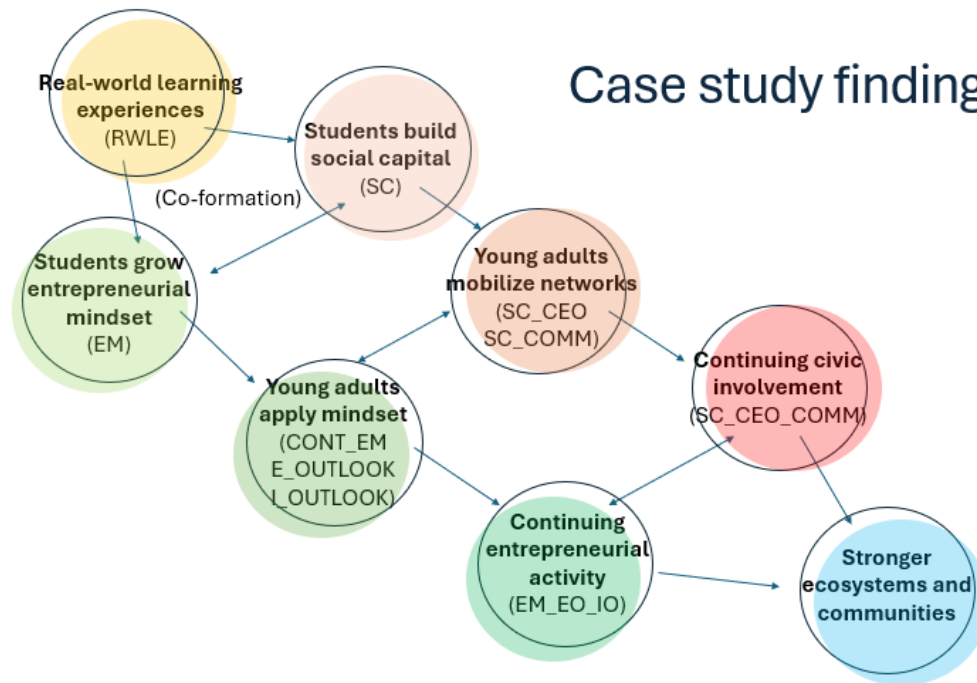 Case study finding
Real-world learning
experiences
(RWLE)
Students build
social capital
(SC)
(Co-formation)
Students grow
entrepreneurial
mindset
(EM)
Young adults
mobilize networks
(SC_CEO
SC_COMM)
Young adults
apply mindset
(CONT_EM
E_OUTLOOK
I_OUTLOOK)
Continuing civic
involvement
(SC_CEO_COMM)
Continuing
entrepreneurial
activity
(EM_EO_IO)
Stronger
ecosystems and
communities